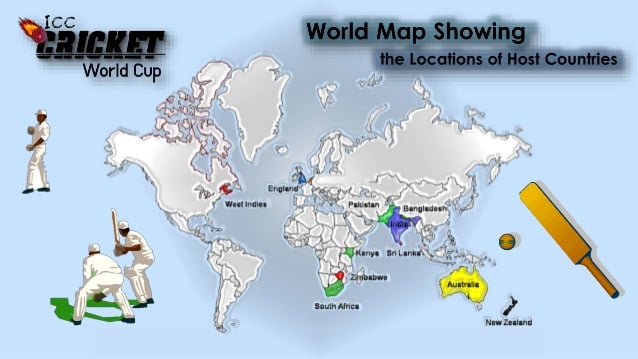 ICC
CRICKET
World Cup
World Map Showing
the Locations of Host Countries
England
West Indies
Pakistan
Bangladesh
India
Kenya
Sri Lanka
Zimbabwe
Australia
South Africa
New Zealand